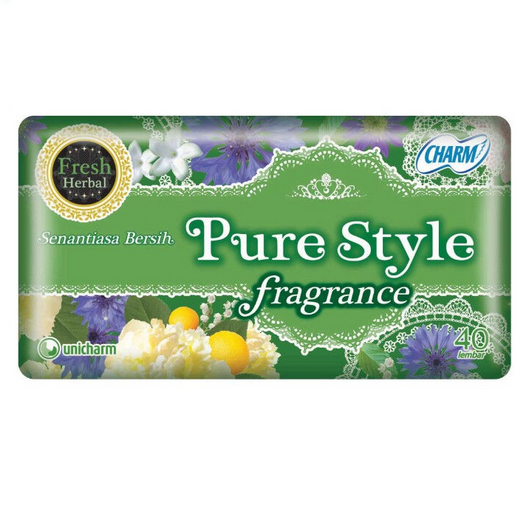 Fresh
Herbal
CHARM
Senantiasa Bersih
Pure Style
fragrance
unicharm
40
lembar